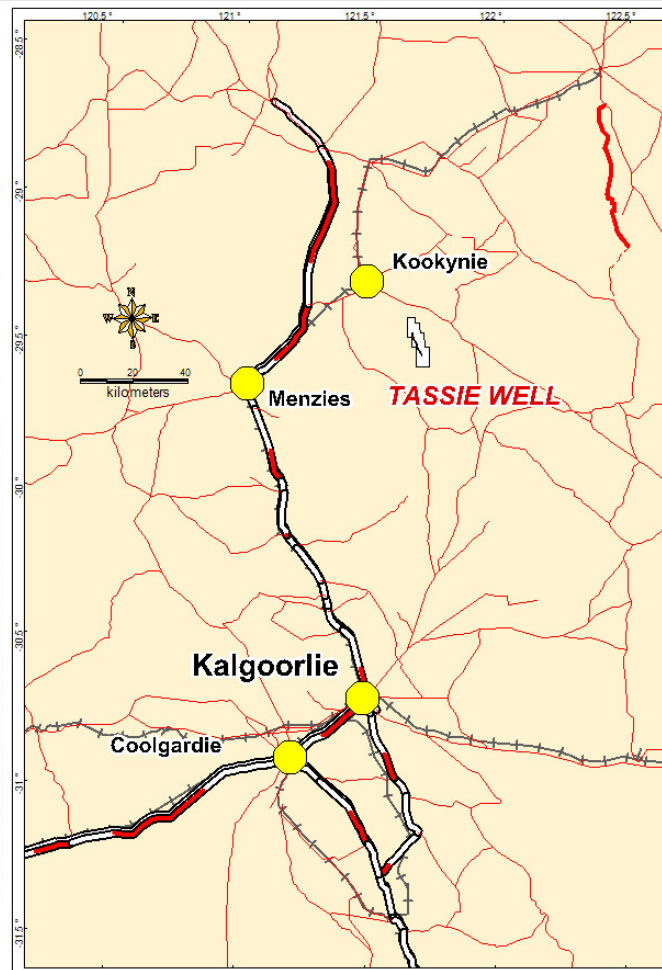 120.5 ° 121 ° 121.5 ° 122 ° 122.5 °
-28.5 °
-29 °
Kookynie
N
W E
S
-29.5 °
0 20 40
kilometers
Menzies
TASSIE WELL
-30 °
-30.5 °
Kalgoorlie
Coolgardie
-31 °
-31.5 °